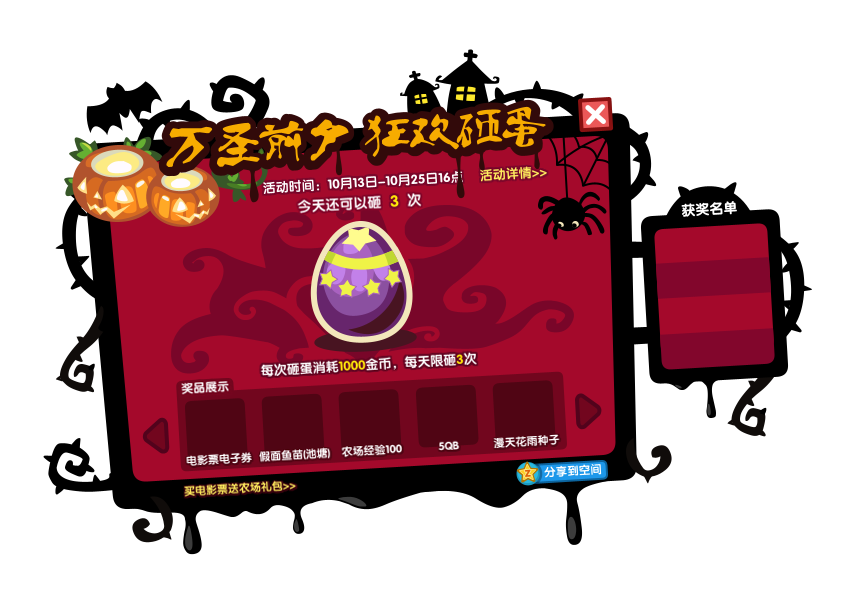 万圣前夕 狂欢砸蛋
活动时间：10月13日-10月25日16点 活动详情>>
今天还可以砸 3 次
获奖名单
每次砸蛋消耗1000金币，每天限砸3次
奖品展示
电影票电子券 假面鱼苗(池塘) 农场经验100 5QB 漫天花雨种子
买电影票送农场礼包>>
分享到空间